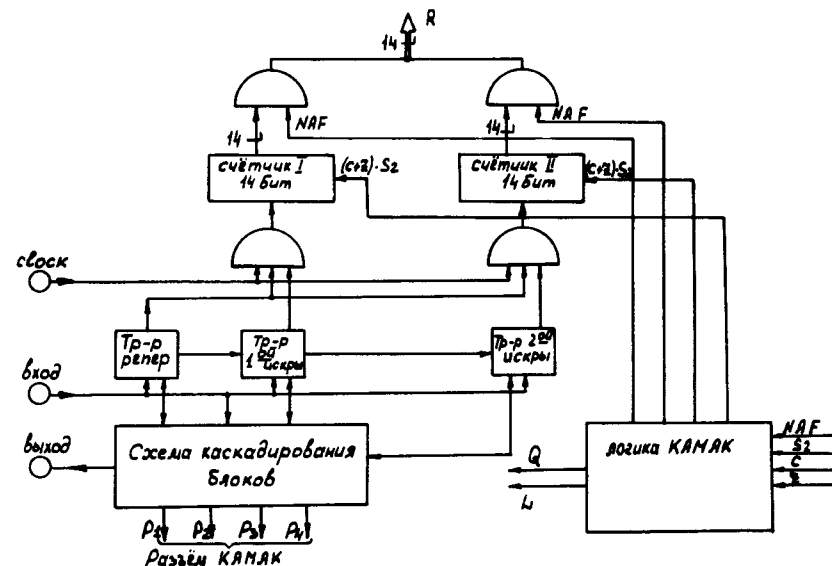 R
14
NAF
NAF
14
14
счётчик I
14 бит
(C+Z)·S2
счётчик II
14 бит
(C+Z)·S2
clock
Тр-р
репер
Тр-р
1ой искры
Тр-р 2ой
искры
вход
выход
Схема каскадирования
блоков
Q
L
логика КАМАК
NAF
S2
C
P1 P2 P3 P4
Разъём КАМАК